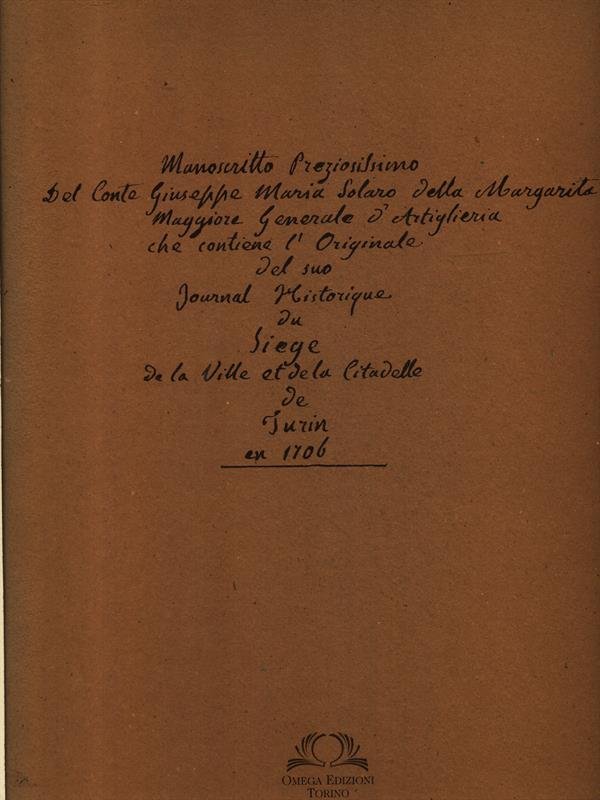 Manoscritto Preziosissimo
Del Conte Giuseppe Maria Solaro della Margarita
Maggiore Generale d'Artiglieria
che contiene l'Originale
del suo
Journal Historique
du
Siege
de la Ville et de la Citadelle
de
Turin
en 1706
OMEGA EDIZIONI
TORINO